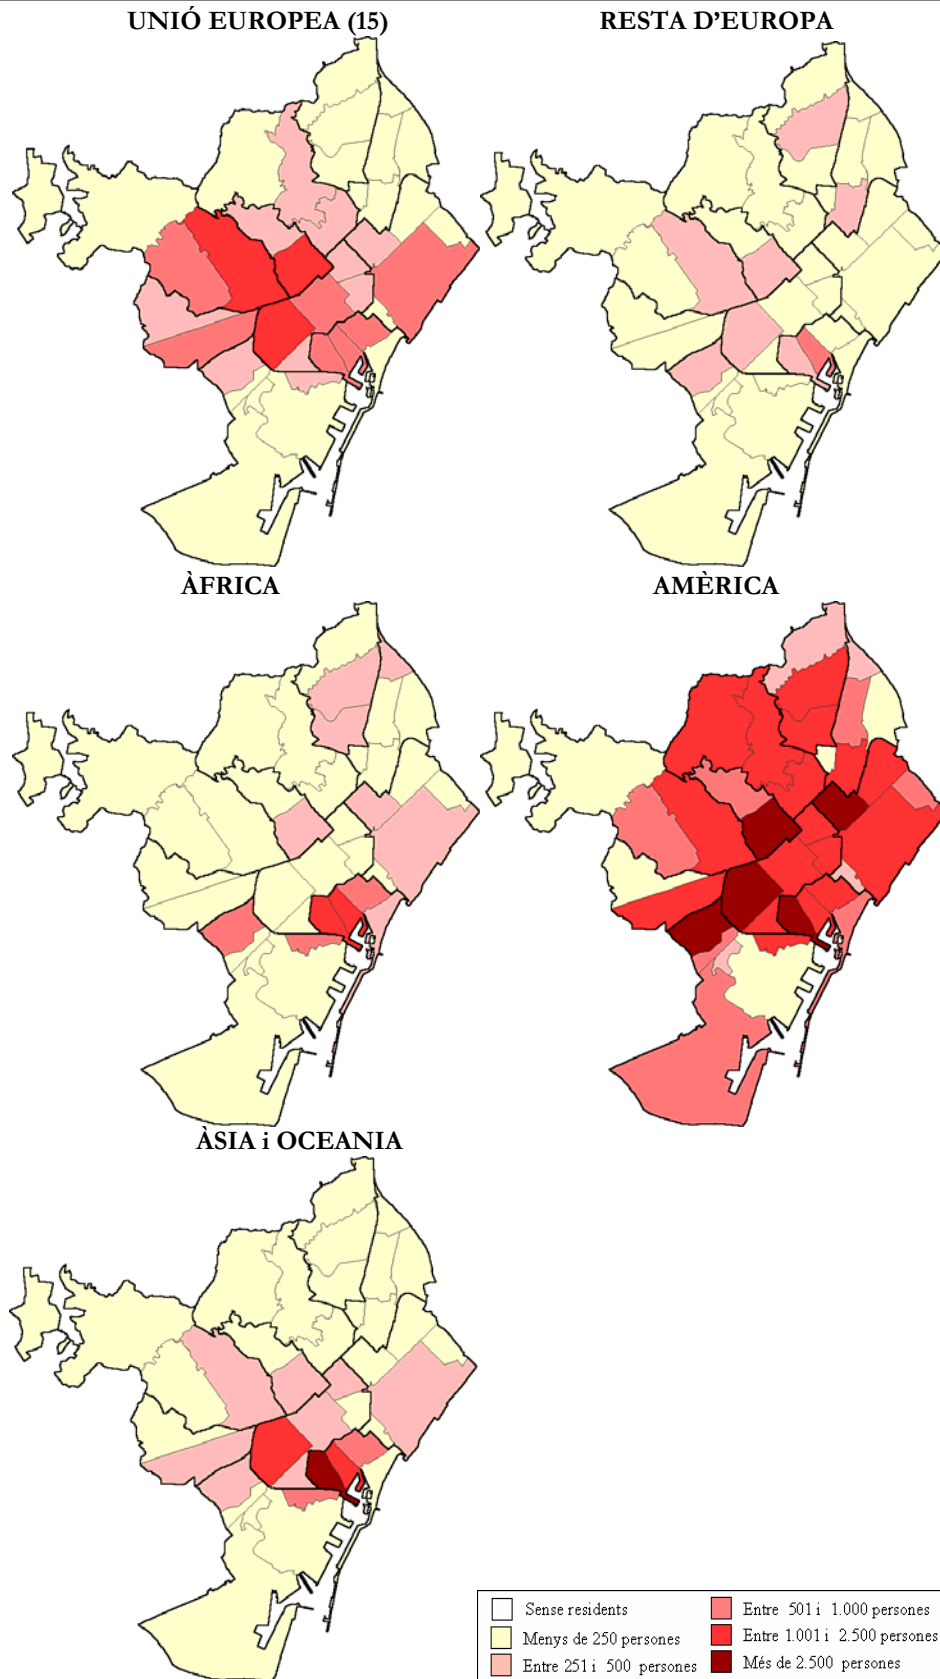 UNIÓ EUROPEA (15)
RESTA D'EUROPA
ÀFRICA
AMÈRICA
ÀSIA i OCEANIA
Sense residents
Menys de 250 persones
Entre 251 i 500 persones
Entre 501 i 1.000 persones
Entre 1.001 i 2.500 persones
Més de 2.500 persones